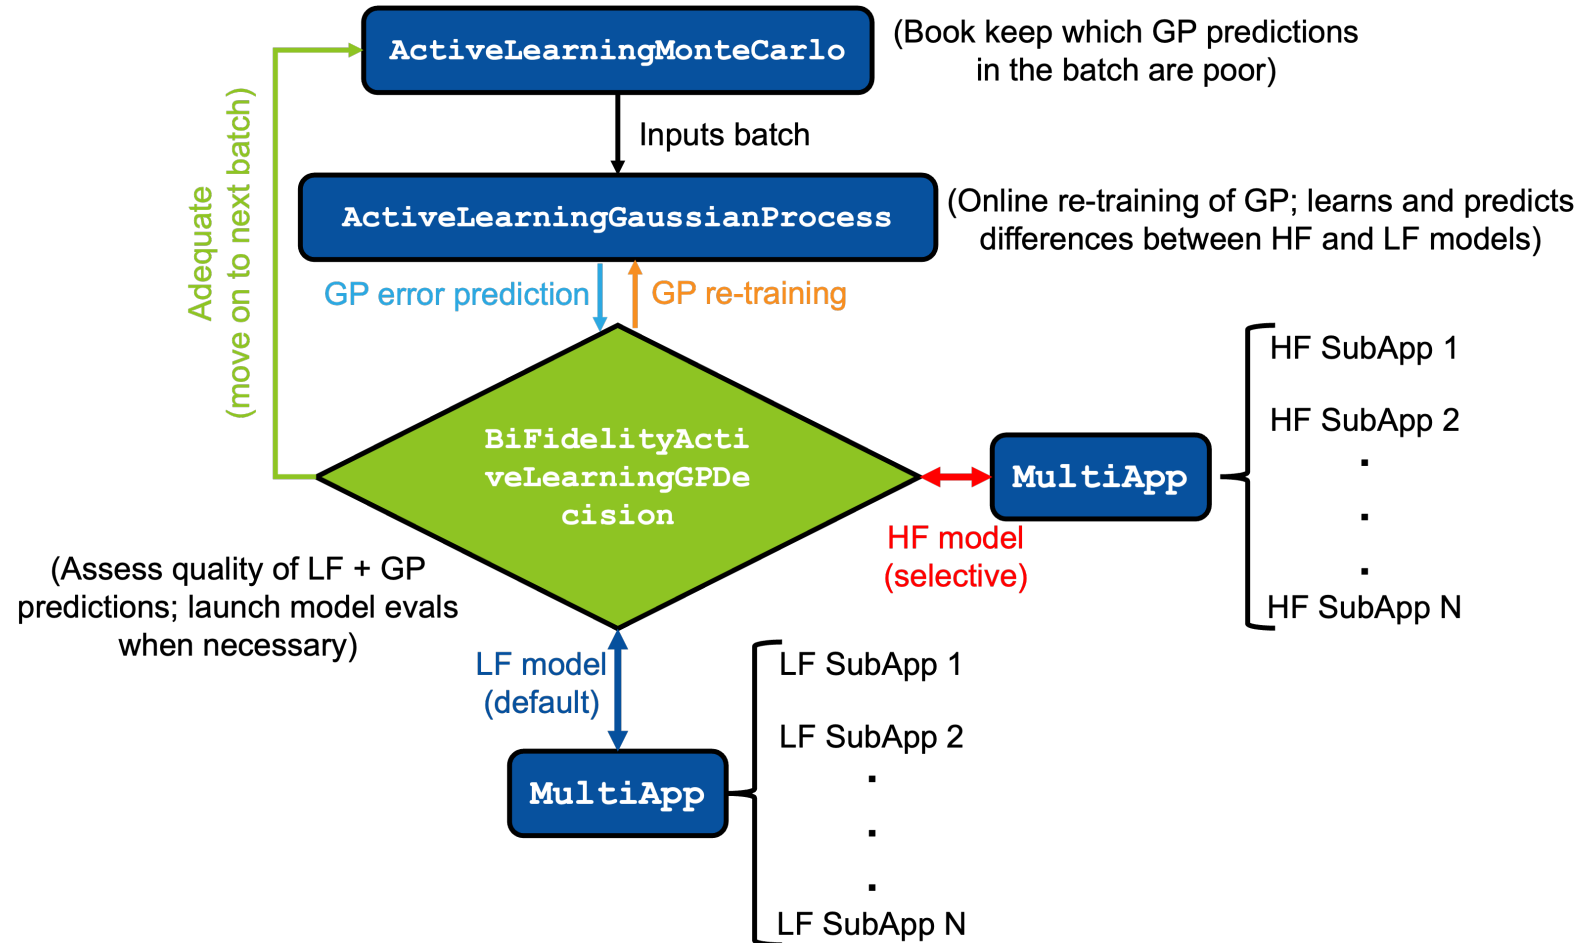 ActiveLearningMonteCarlo
(Book keep which GP predictions
in the batch are poor)
Inputs batch
ActiveLearningGaussianProcess
(Online re-training of GP; learns and predicts
differences between HF and LF models)
Adequate
(move on to next batch)
GP error prediction
GP re-training
BiFidelityActi
veLearningGPDe
cision
(Assess quality of LF + GP
predictions; launch model evals
when necessary)
HF model
(selective)
MultiApp
HF SubApp 1
HF SubApp 2
.
.
.
HF SubApp N
LF model
(default)
MultiApp
LF SubApp 1
LF SubApp 2
.
.
.
LF SubApp N